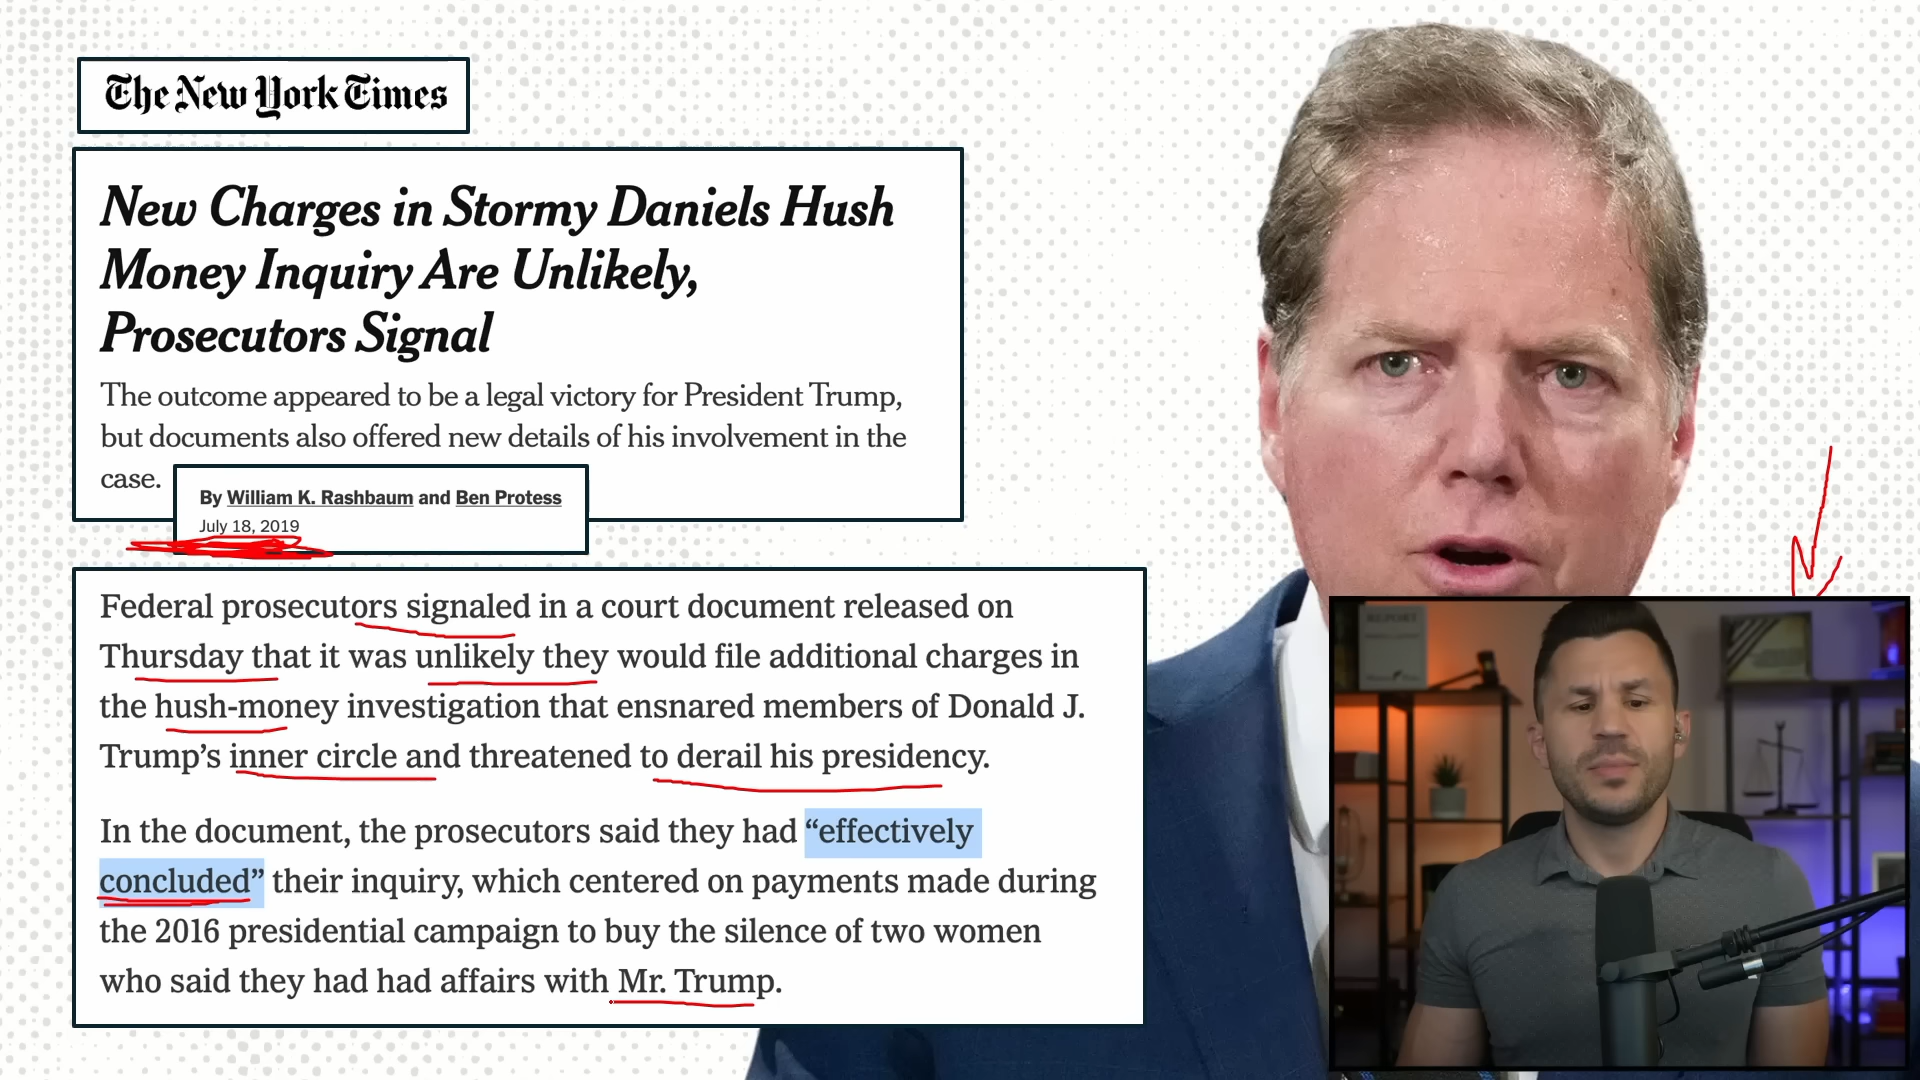 The New York Times
New Charges in Stormy Daniels Hush
Money Inquiry Are Unlikely,
Prosecutors Signal
The outcome appeared to be a legal victory for President Trump,
but documents also offered new details of his involvement in the
case.
By William K. Rashbaum and Ben Protess
July 18, 2019
Federal prosecutors signaled in a court document released on
Thursday that it was unlikely they would file additional charges in
the hush-money investigation that ensnared members of Donald J.
Trump’s inner circle and threatened to derail his presidency.
In the document, the prosecutors said they had “effectively
concluded” their inquiry, which centered on payments made during
the 2016 presidential campaign to buy the silence of two women
who said they had had affairs with Mr. Trump.
REPORT